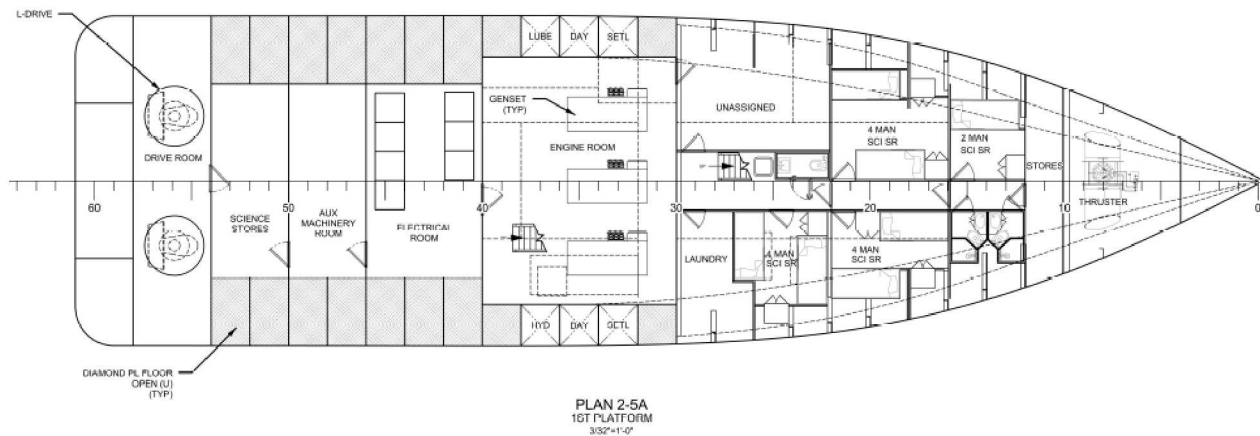 L-DRIVE
LUBE
DAY
SETL
GENSET
(TYP)
UNASSIGNED
DRIVE ROOM
ENGINE ROOM
4 MAN
SCI SR
2 MAN
SCI SR
STORES
60
50
40
30
20
10
0
THRUSTER
SCIENCE
STORES
AUX
MACHINERY
ROOM
ELECTRICAL
ROOM
LAUNDRY
4 MAN
SCI SR
4 MAN
SCI SR
HYD
DAY
SETL
DIAMOND PL FLOOR
OPEN (U)
(TYP)
PLAN 2-5A
1ST PLATFORM
3/32"=1'-0"